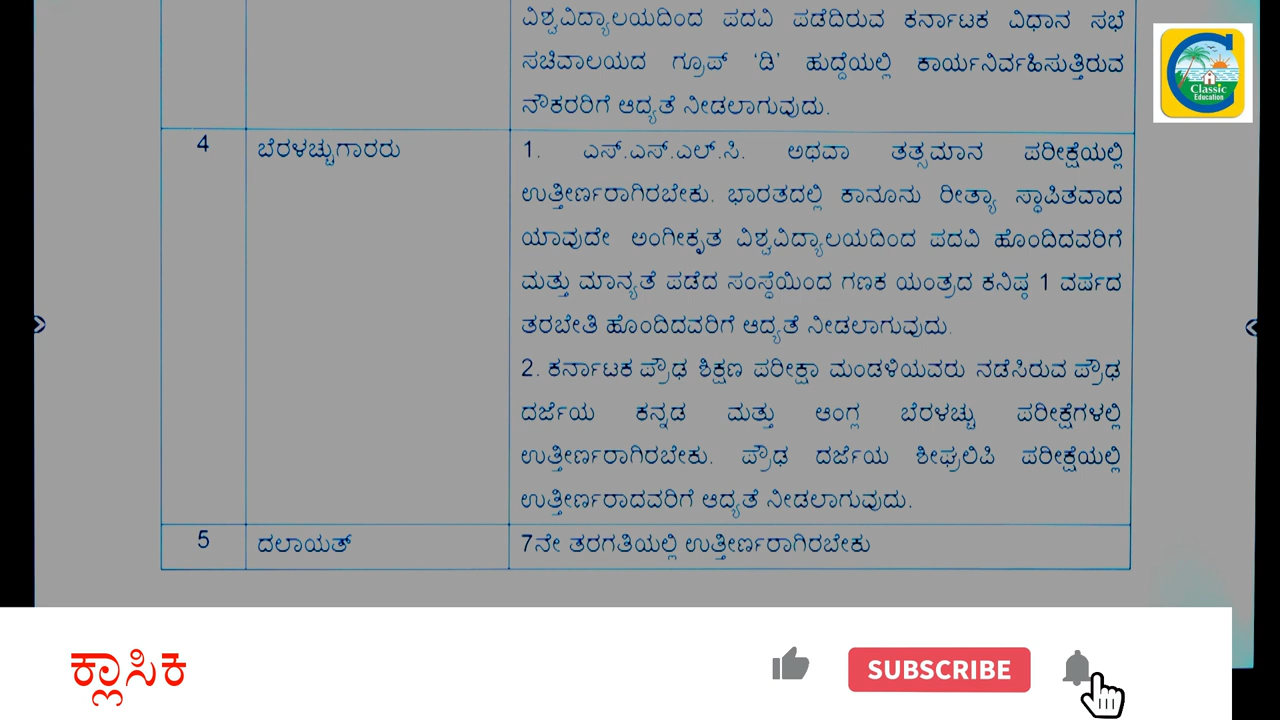 ವಿಶ್ವವಿದ್ಯಾಲಯದಿಂದ ಪದವಿ ಪಡೆದಿರುವ ಕರ್ನಾಟಕ ವಿಧಾನ ಸಭೆ
ಸಚಿವಾಲಯದ ಗ್ರೂಪ್ 'ಡಿ' ಹುದ್ದೆಯಲ್ಲಿ ಕಾರ್ಯನಿರ್ವಹಿಸುತ್ತಿರುವ
ನೌಕರರಿಗೆ ಆದ್ಯತೆ ನೀಡಲಾಗುವುದು.
Classic
Education
4 ಬೆರಳಚ್ಚುಗಾರರು 1. ಎಸ್.ಎಸ್.ಎಲ್.ಸಿ. ಅಥವಾ ತತ್ಸಮಾನ ಪರೀಕ್ಷೆಯಲ್ಲಿ
ಉತ್ತೀರ್ಣರಾಗಿರಬೇಕು. ಭಾರತದಲ್ಲಿ ಕಾನೂನು ರೀತ್ಯಾ ಸ್ಥಾಪಿತವಾದ
ಯಾವುದೇ ಅಂಗೀಕೃತ ವಿಶ್ವವಿದ್ಯಾಲಯದಿಂದ ಪದವಿ ಹೊಂದಿದವರಿಗೆ
ಮತ್ತು ಮಾನ್ಯತೆ ಪಡೆದ ಸಂಸ್ಥೆಯಿಂದ ಗಣಕ ಯಂತ್ರದ ಕನಿಷ್ಠ 1 ವರ್ಷದ
ತರಬೇತಿ ಹೊಂದಿದವರಿಗೆ ಆದ್ಯತೆ ನೀಡಲಾಗುವುದು.
2. ಕರ್ನಾಟಕ ಪ್ರೌಢ ಶಿಕ್ಷಣ ಪರೀಕ್ಷಾ ಮಂಡಳಿಯವರು ನಡೆಸಿರುವ ಪ್ರೌಢ
ದರ್ಜೆಯ ಕನ್ನಡ ಮತ್ತು ಆಂಗ್ಲ ಬೆರಳಚ್ಚು ಪರೀಕ್ಷೆಗಳಲ್ಲಿ
ಉತ್ತೀರ್ಣರಾಗಿರಬೇಕು. ಪ್ರೌಢ ದರ್ಜೆಯ ಶೀಘ್ರಲಿಪಿ ಪರೀಕ್ಷೆಯಲ್ಲಿ
ಉತ್ತೀರ್ಣರಾದವರಿಗೆ ಆದ್ಯತೆ ನೀಡಲಾಗುವುದು.
5 ದಲಾಯತ್ 7ನೇ ತರಗತಿಯಲ್ಲಿ ಉತ್ತೀರ್ಣರಾಗಿರಬೇಕು
ಕ್ಲಾಸಿಕ
SUBSCRIBE